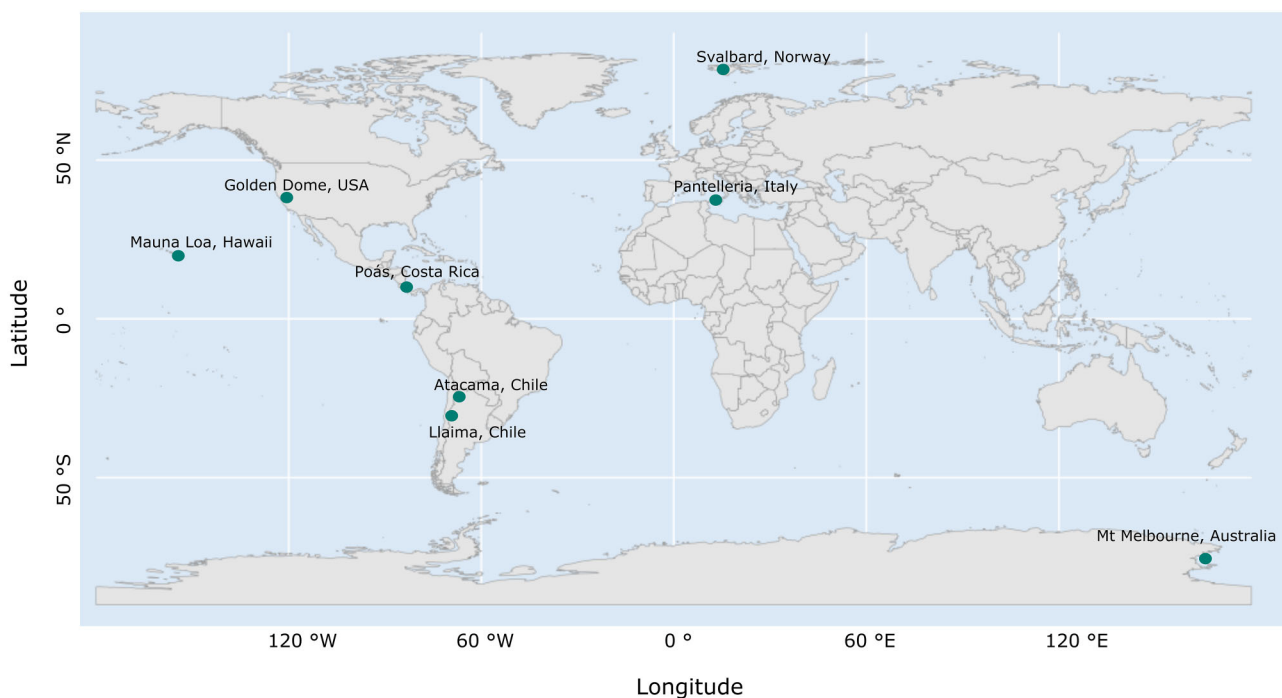 Svalbard, Norway
50 °N
Golden Dome, USA
Pantelleria, Italy
Mauna Loa, Hawaii
Poás, Costa Rica
Latitude
0 °
Atacama, Chile
Llaima, Chile
50 °S
Mt Melbourne, Australia
120 °W
60 °W
0 °
60 °E
120 °E
Longitude